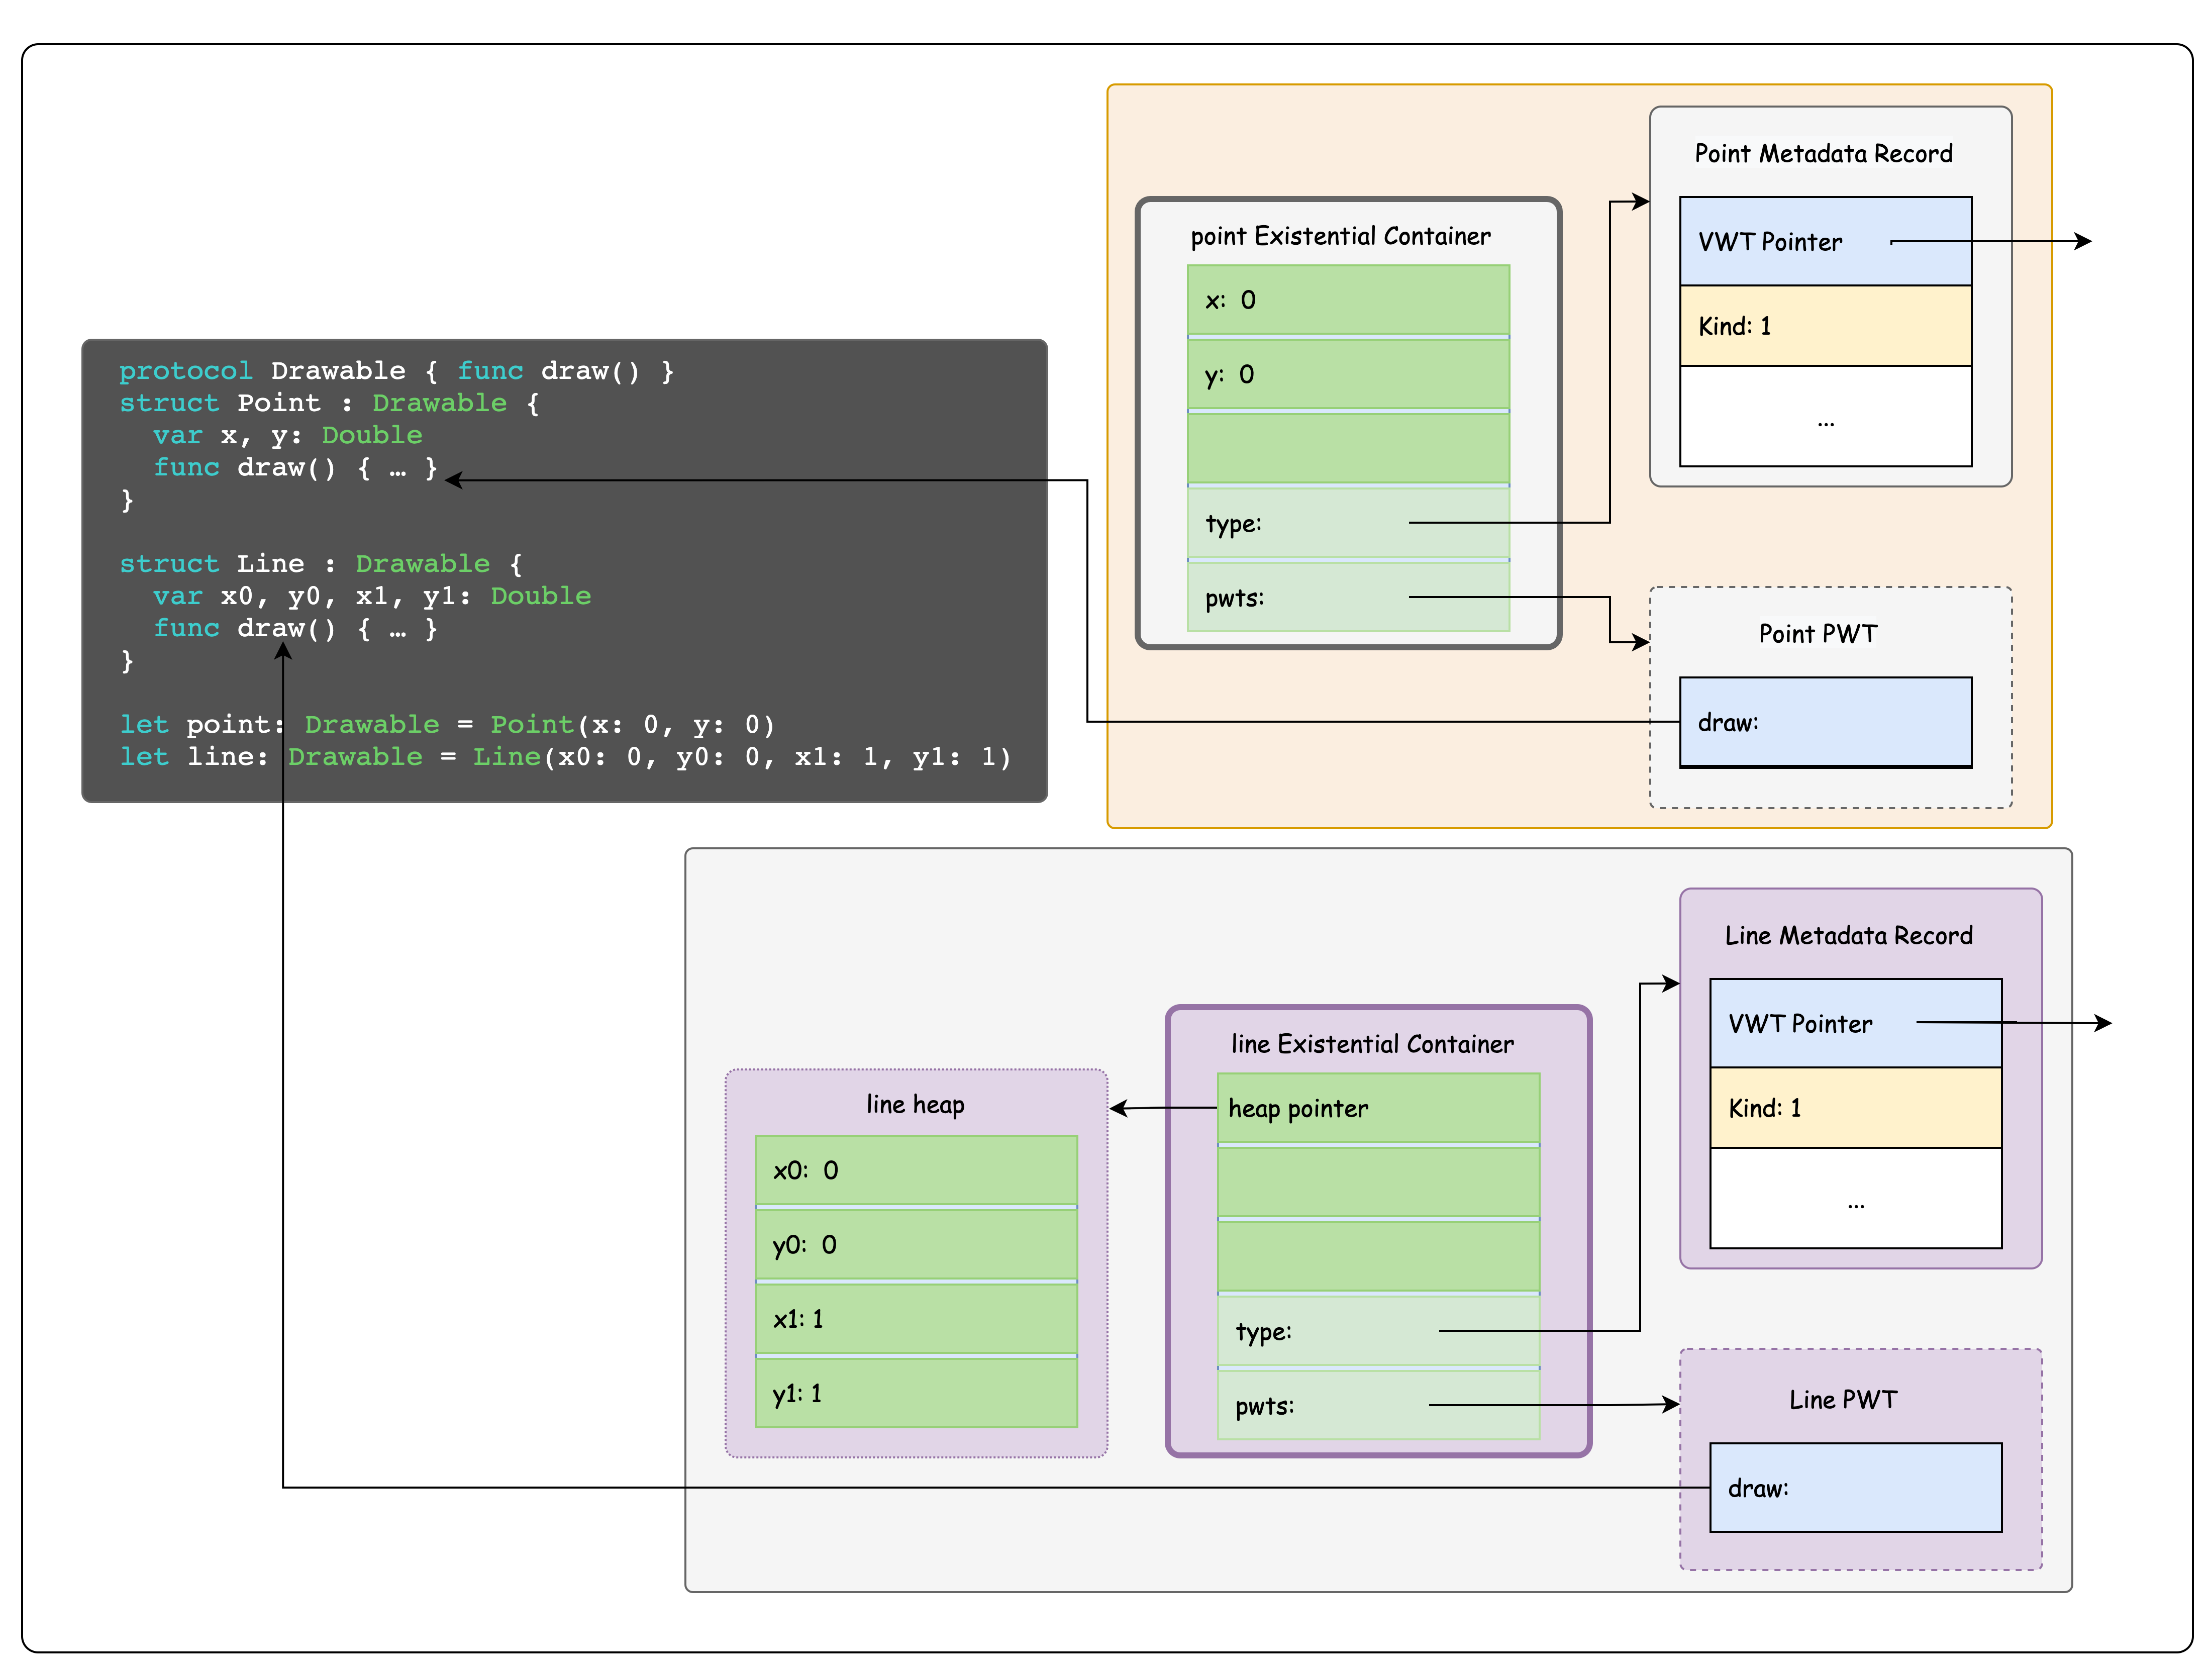 protocol Drawable { func draw() }
struct Point : Drawable {
  var x, y: Double
  func draw() { … }
}
struct Line : Drawable {
  var x0, y0, x1, y1: Double
  func draw() { … }
}
let point: Drawable = Point(x: 0, y: 0)
let line: Drawable = Line(x0: 0, y0: 0, x1: 1, y1: 1)
point Existential Container
x: 0
y: 0
type:
pwts:
Point Metadata Record
VWT Pointer
Kind: 1
...
Point PWT
draw:
line heap
x0: 0
y0: 0
x1: 1
y1: 1
line Existential Container
heap pointer
type:
pwts:
Line Metadata Record
VWT Pointer
Kind: 1
...
Line PWT
draw: